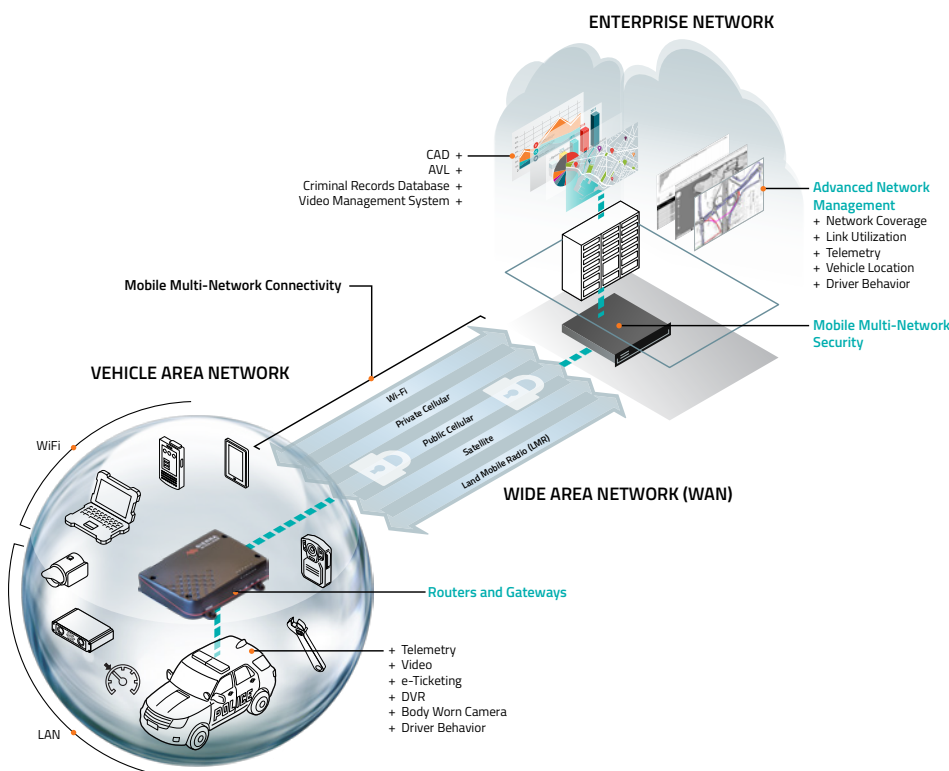 ENTERPRISE NETWORK
CAD +
AVL +
Criminal Records Database +
Video Management System +
Advanced Network
Management
+ Network Coverage
+ Link Utilization
+ Telemetry
+ Vehicle Location
+ Driver Behavior
Mobile Multi-Network Connectivity
Mobile Multi-Network
Security
VEHICLE AREA NETWORK
Wi-Fi
Private Cellular
Public Cellular
Satellite
Land Mobile Radio (LMR)
WiFi
WIDE AREA NETWORK (WAN)
Routers and Gateways
+ Telemetry
+ Video
+ e-Ticketing
+ DVR
+ Body Worn Camera
+ Driver Behavior
POLICE
LAN